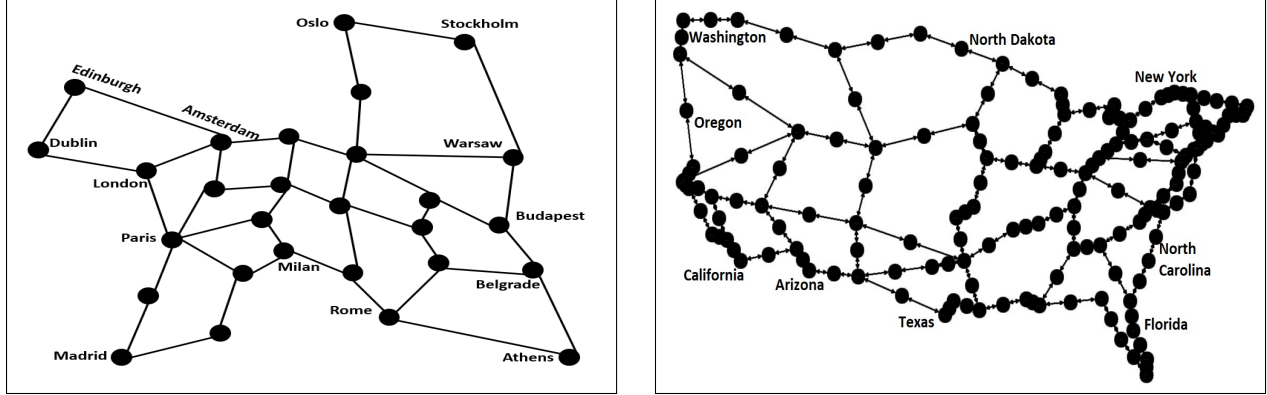 Oslo
Stockholm
Edinburgh
Amsterdam
Dublin
London
Warsaw
Paris
Budapest
Milan
Belgrade
Rome
Madrid
Athens
Washington
North Dakota
New York
Oregon
California
Arizona
North
Carolina
Texas
Florida